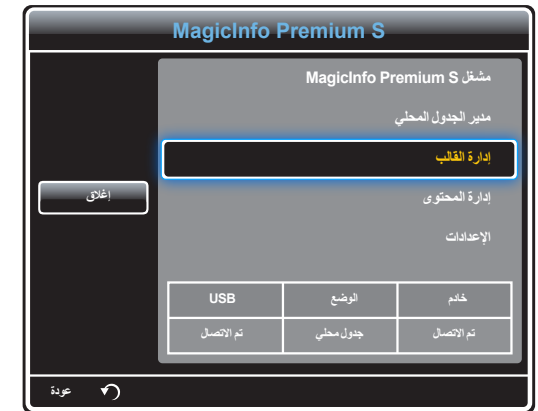 MagicInfo Premium S
مشغل MagicInfo Premium S
مدير الجدول المحلي
إدارة القالب
إدارة المحتوى
الإعدادات
إغلاق
خادم الوضع USB
تم الاتصال جدول محلي تم الاتصال
عودة